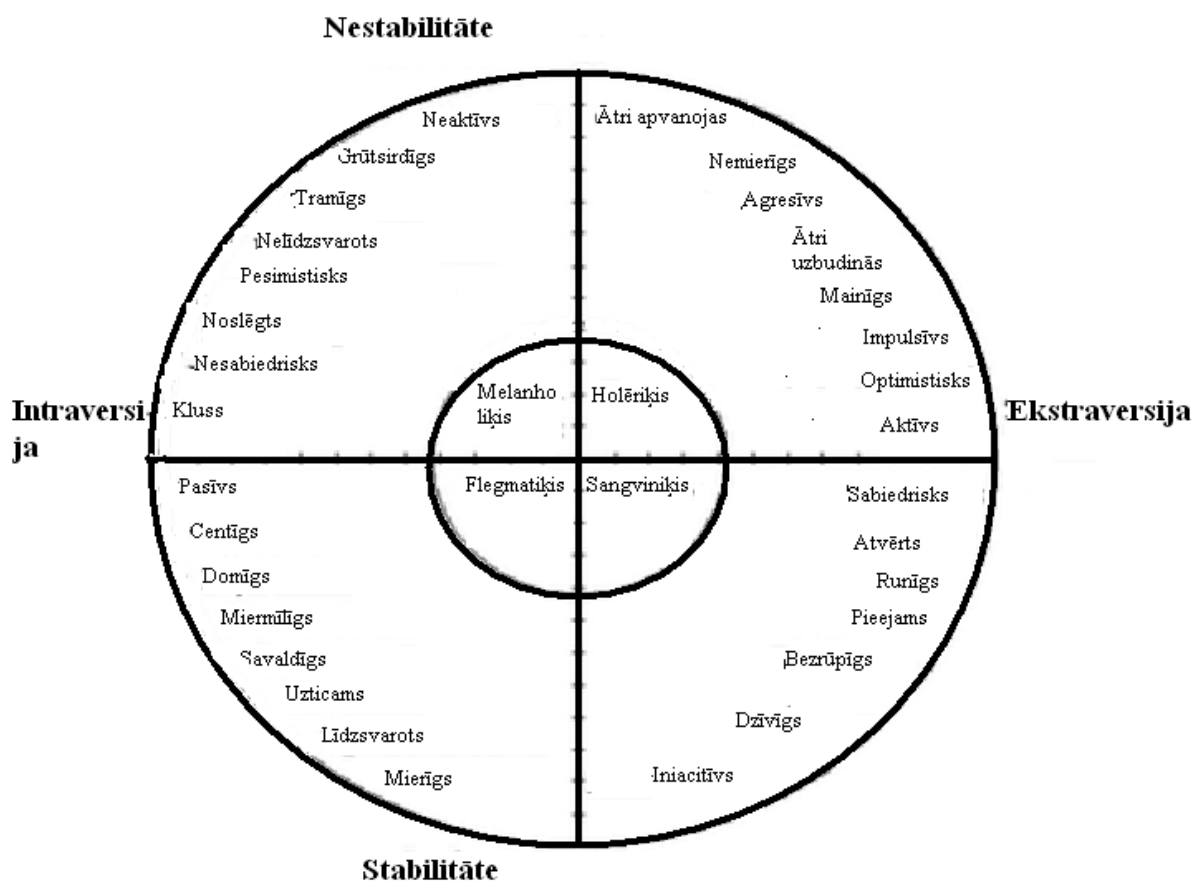 Nestabilitāte
Neaktīvs
Grūtsirdīgs
Tramīgs
Nelīdzsvarots
Pesimistisks
Noslēgts
Nesabiedrisks
Kluss
Ātri apvanojas
Nemierīgs
Agresīvs
Ātri
uzbudinās
Mainīgs
Impulsīvs
Optimistisks
Aktīvs
Melanho
liķis
Holēriķis
Intraversi
ja
Ekstraversija
Flegmatiķis
Sangviniķis
Pasīvs
Centīgs
Domīgs
Miermīlīgs
Savaldīgs
Uzticams
Līdzsvarots
Mierīgs
Sabiedrisks
Atvērts
Runīgs
Pieejams
Bezrūpīgs
Dzīvīgs
Iniacitīvs
Stabilitāte